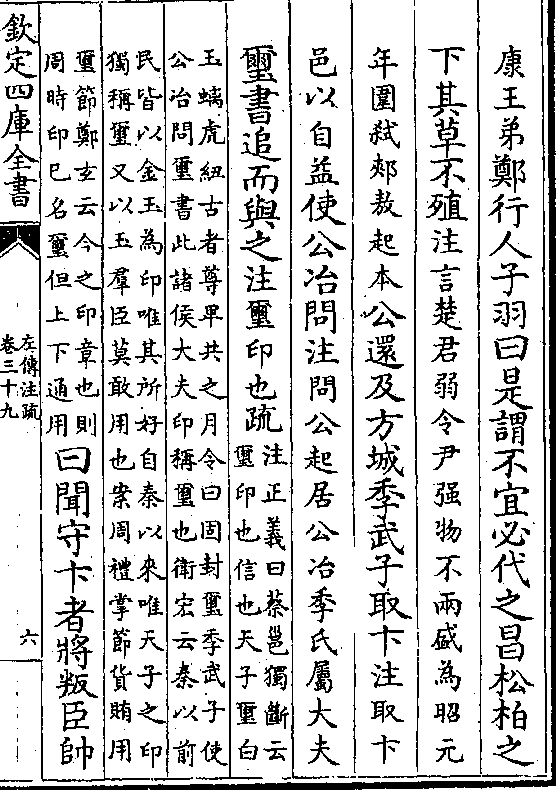 康王弟鄭行人子羽曰是謂不宜必代之昌松柏之
下其草不殖注言楚君弱令尹强物不兩盛為昭元
年圍弑郟敖起本公還及方城季武子取卞注取卞
邑以自益使公冶問注問公起居公冶季氏屬大夫
璽書追而與之注璽印也疏注正義曰蔡邕獨斷云
璽印也信也天子璽白
玉螭虎紐古者尊卑共之月令曰固封璽季武子使
公冶問璽書此諸侯大夫印稱璽也衛宏云秦以前
民皆以金玉為印唯其所好自秦以來唯天子之印
獨稱璽又以玉羣臣莫敢用也案周禮掌節貨賄用
璽節鄭玄云今之印章也則
周時印已名璽但上下通用
曰聞守卞者將叛臣帥
欽定四庫全書
左傳注疏
卷三十九
六